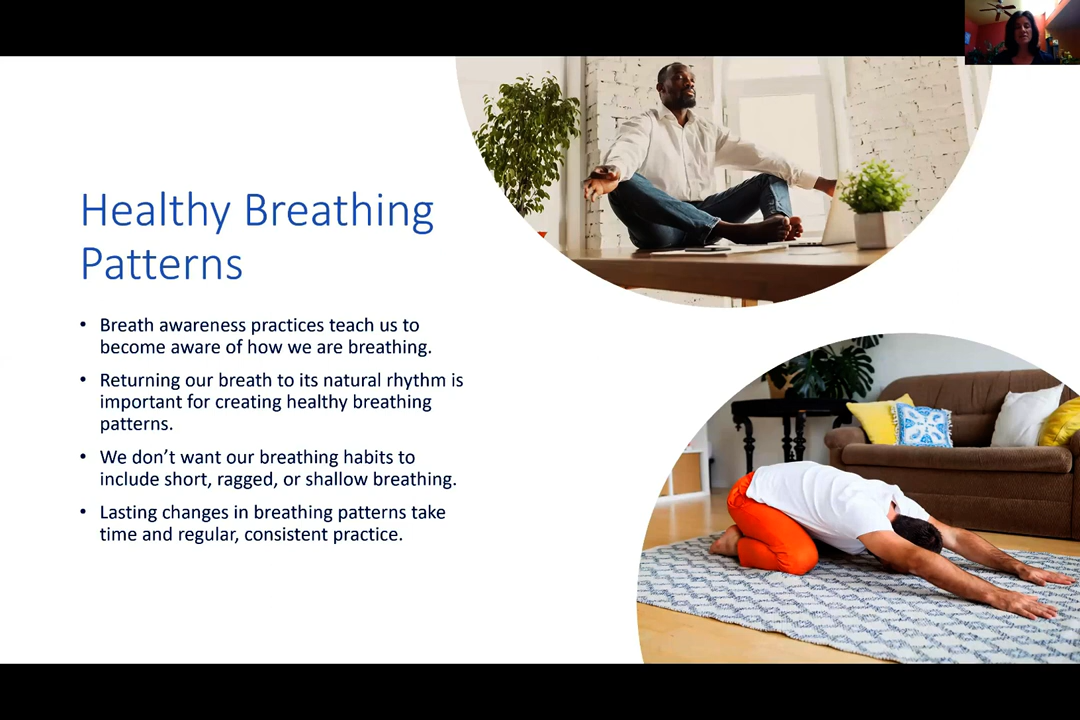 Healthy Breathing
Patterns
• Breath awareness practices teach us to
become aware of how we are breathing.
• Returning our breath to its natural rhythm is
important for creating healthy breathing
patterns.
• We don’t want our breathing habits to
include short, ragged, or shallow breathing.
• Lasting changes in breathing patterns take
time and regular, consistent practice.